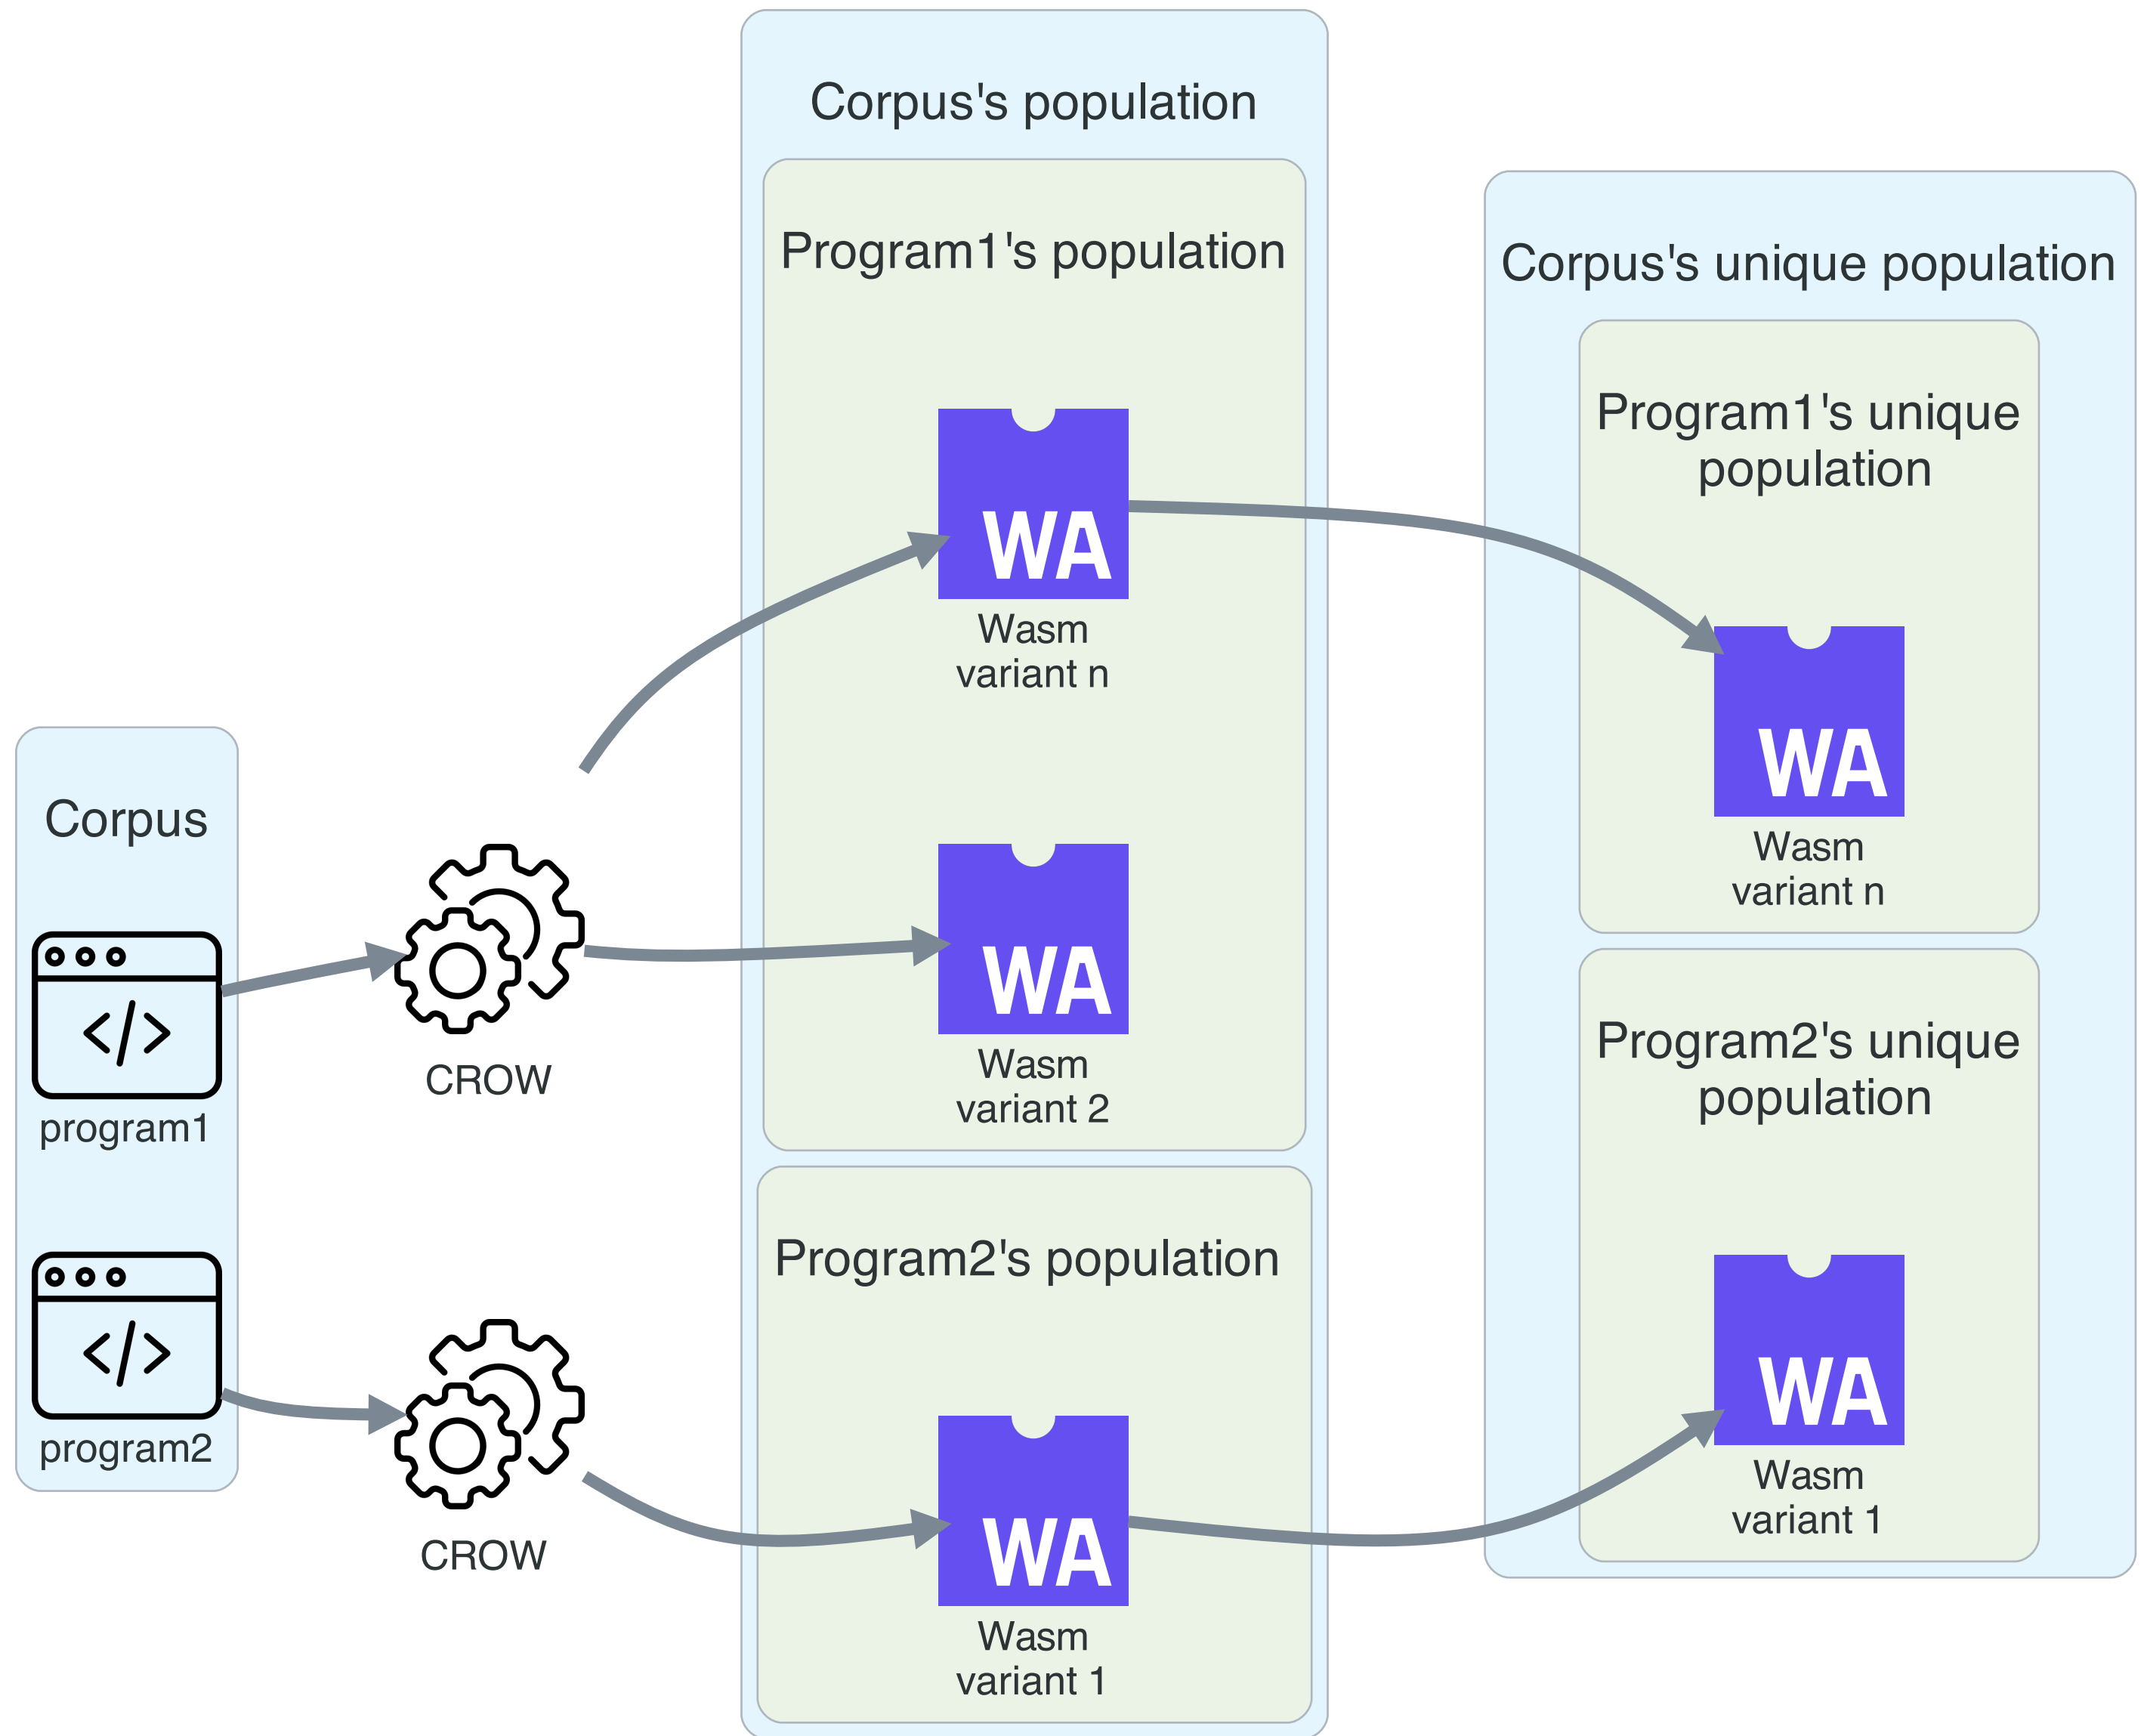 Corpus
program1
program2
CROW
CROW
Corpus's population
Program1's population
WA
Wasm
variant n
WA
Wasm
variant 2
Program2's population
WA
Wasm
variant 1
Corpus's unique population
Program1's unique
population
WA
Wasm
variant n
Program2's unique
population
WA
Wasm
variant 1